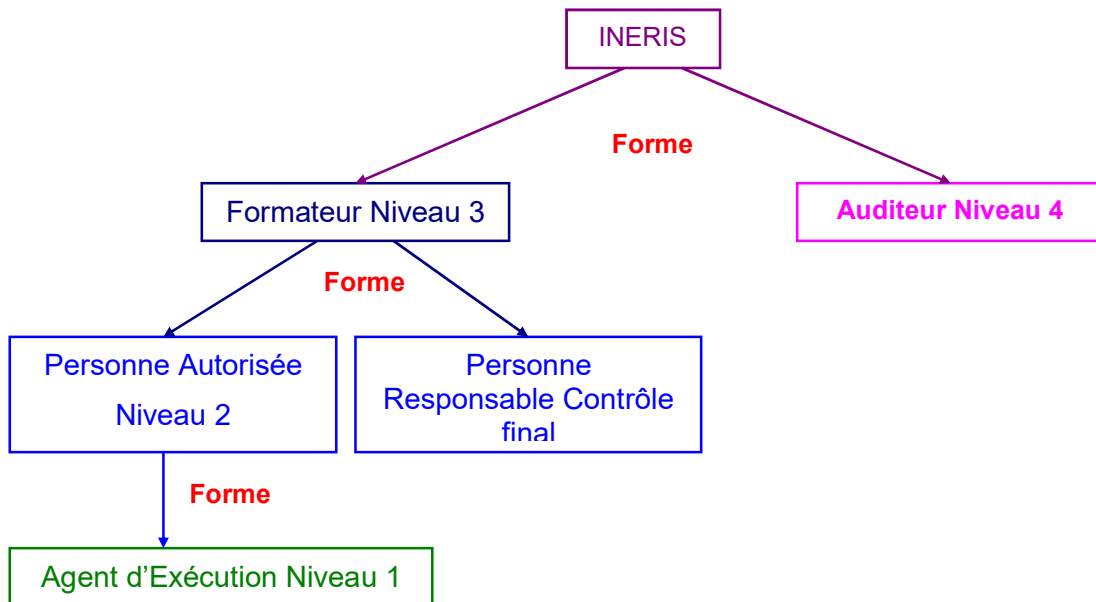 INERIS
Forme
Formateur Niveau 3
Auditeur Niveau 4
Forme
Personne Autorisée
Niveau 2
Personne
Responsable Contrôle
final
Forme
Agent d’Exécution Niveau 1